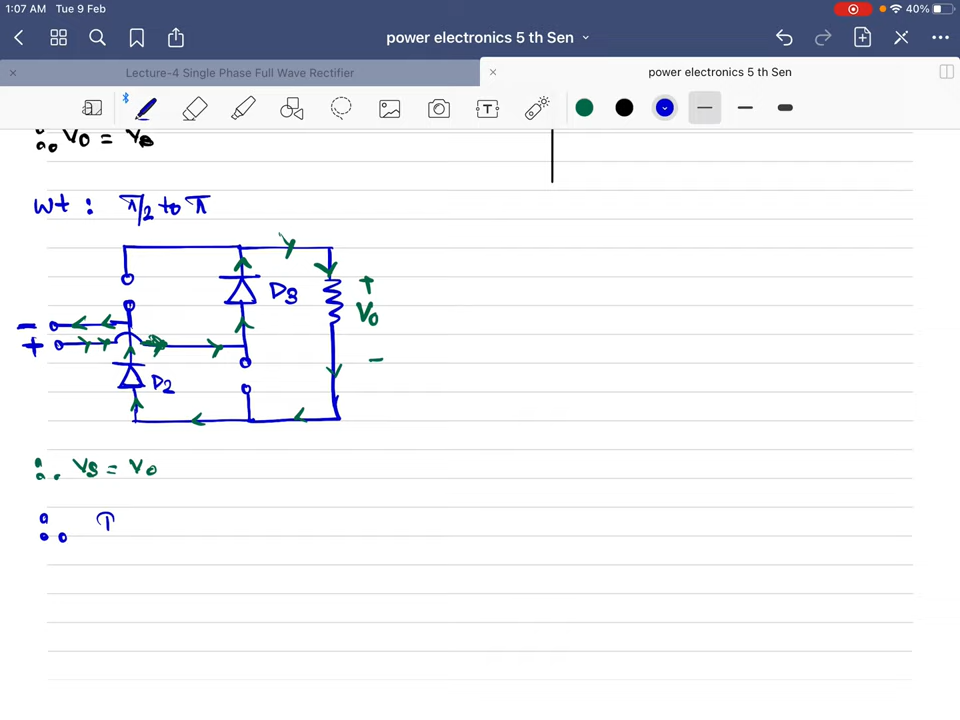 1:07 AM Tue 9 Feb
40%
power electronics 5 th Sen
Lecture-4 Single Phase Full Wave Rectifier
power electronics 5 th Sen
T
∴ VO = VS
wt : π/2 to π
D3
+
VO
-
-
+
D2
∴ VS = VO
∴ T